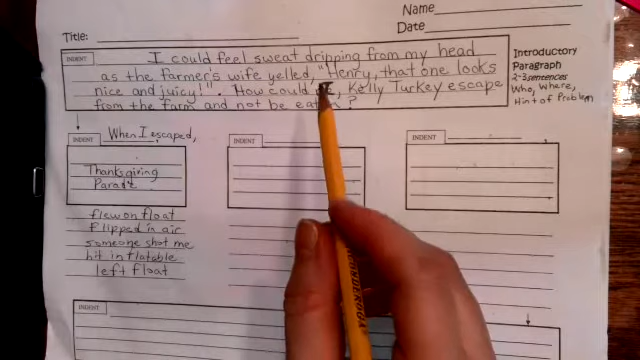 Name
Date
Title:
INDENT
I could feel sweat dripping from my head
as the farmer's wife yelled, "Henry, that one looks
nice and juicy!". How could, Kelly Turkey escape
from the farm and not be eaten?
Introductory
Paragraph
2-3 sentences
Who, Where,
Hint of Problem
INDENT
When I escaped,
Thanksgiving
Parade
flew on float
flipped in air
someone shot me
hit inflatable
left float
INDENT
INDENT
INDENT
TICONDEROGA